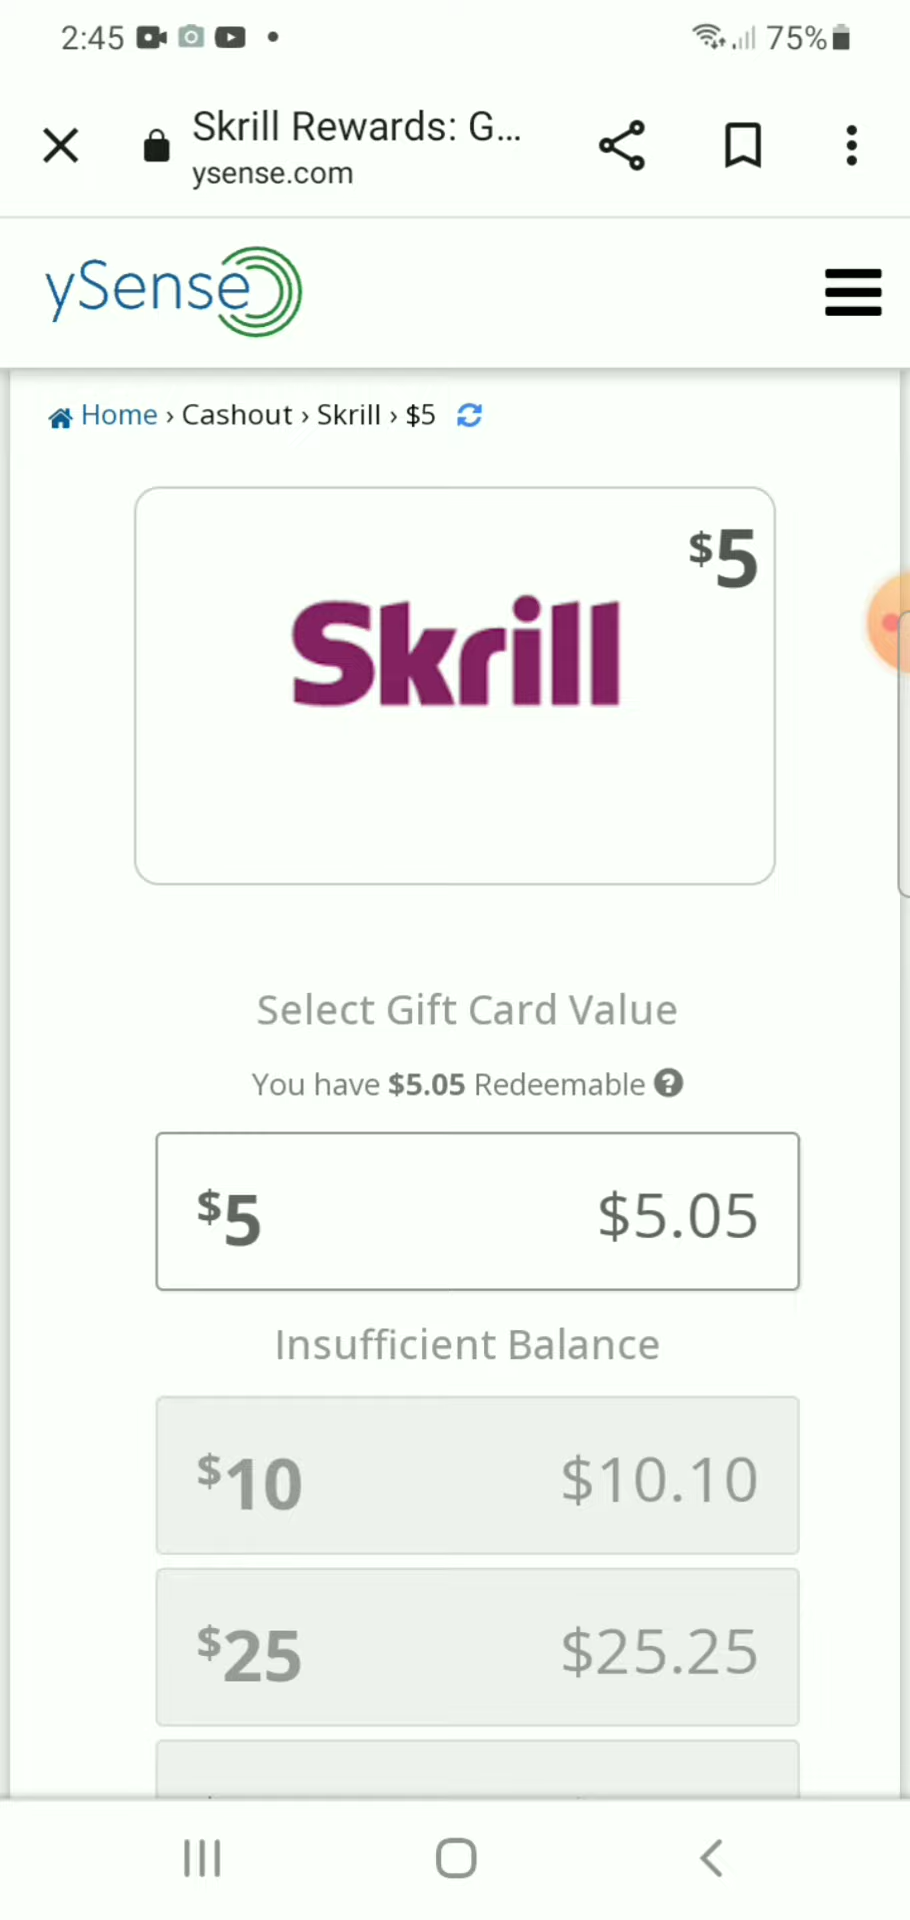 2:45 75%
Skrill Rewards: G...
ysense.com
ySense
Home › Cashout › Skrill › $5
$5
Skrill
Select Gift Card Value
You have $5.05 Redeemable ?
$5 $5.05
Insufficient Balance
$10 $10.10
$25 $25.25